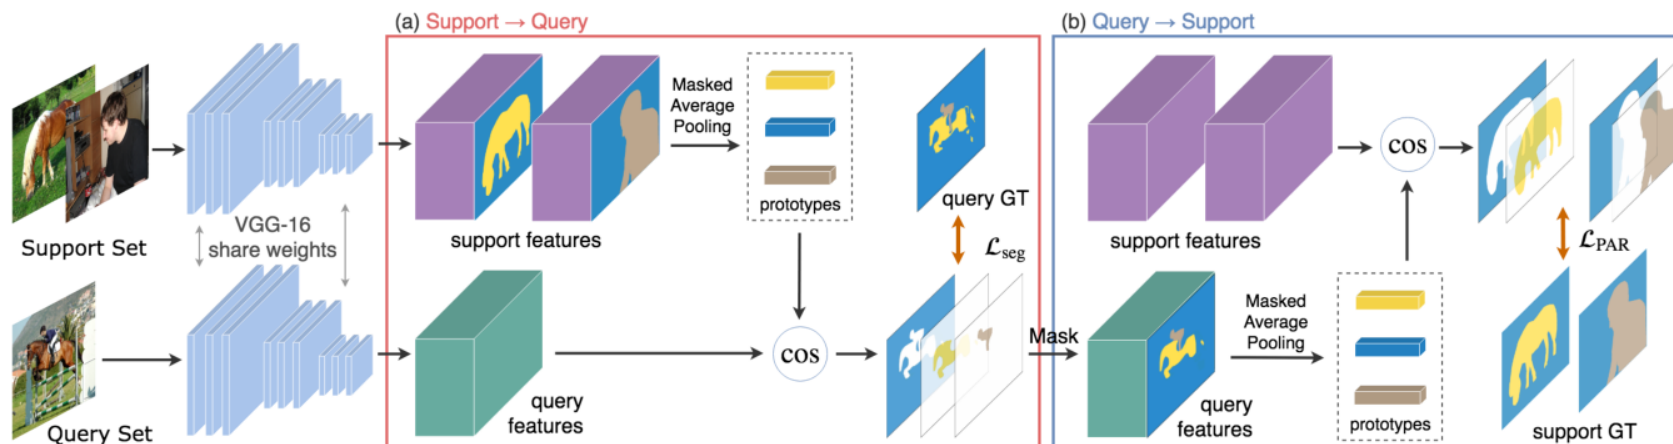 (a) Support → Query
(b) Query → Support
Support Set
VGG-16
share weights
Query Set
support features
Masked
Average
Pooling
prototypes
query GT
ℒseg
query
features
cos
Mask
support features
cos
ℒPAR
query
features
Masked
Average
Pooling
prototypes
support GT